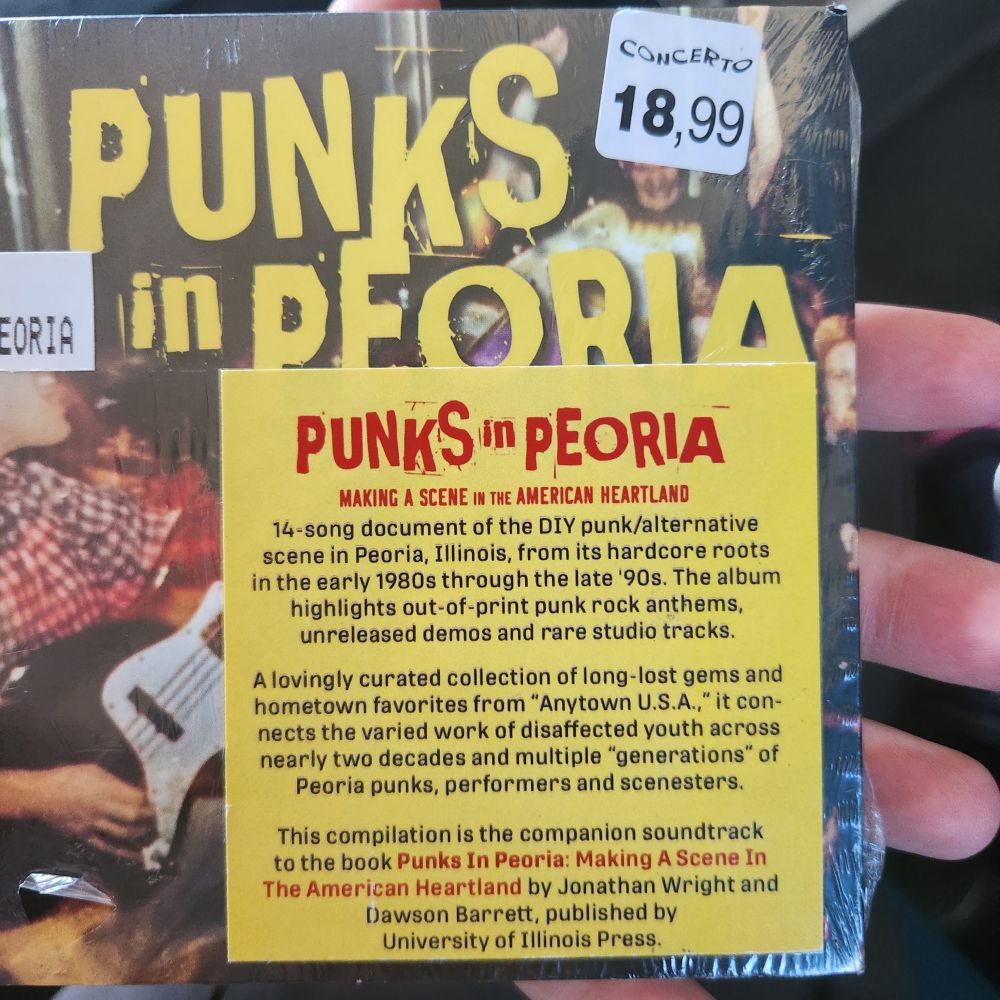 PUNKS
in PEORIA
CONCERTO
18,99
EORIA
PUNKS in PEORIA
MAKING A SCENE IN THE AMERICAN HEARTLAND
14-song document of the DIY punk/alternative
scene in Peoria, Illinois, from its hardcore roots
in the early 1980s through the late '90s. The album
highlights out-of-print punk rock anthems,
unreleased demos and rare studio tracks.
A lovingly curated collection of long-lost gems and
hometown favorites from "Anytown U.S.A.," it con-
nects the varied work of disaffected youth across
nearly two decades and multiple "generations" of
Peoria punks, performers and scenesters.
This compilation is the companion soundtrack
to the book Punks In Peoria: Making A Scene In
The American Heartland by Jonathan Wright and
Dawson Barrett, published by
University of Illinois Press.